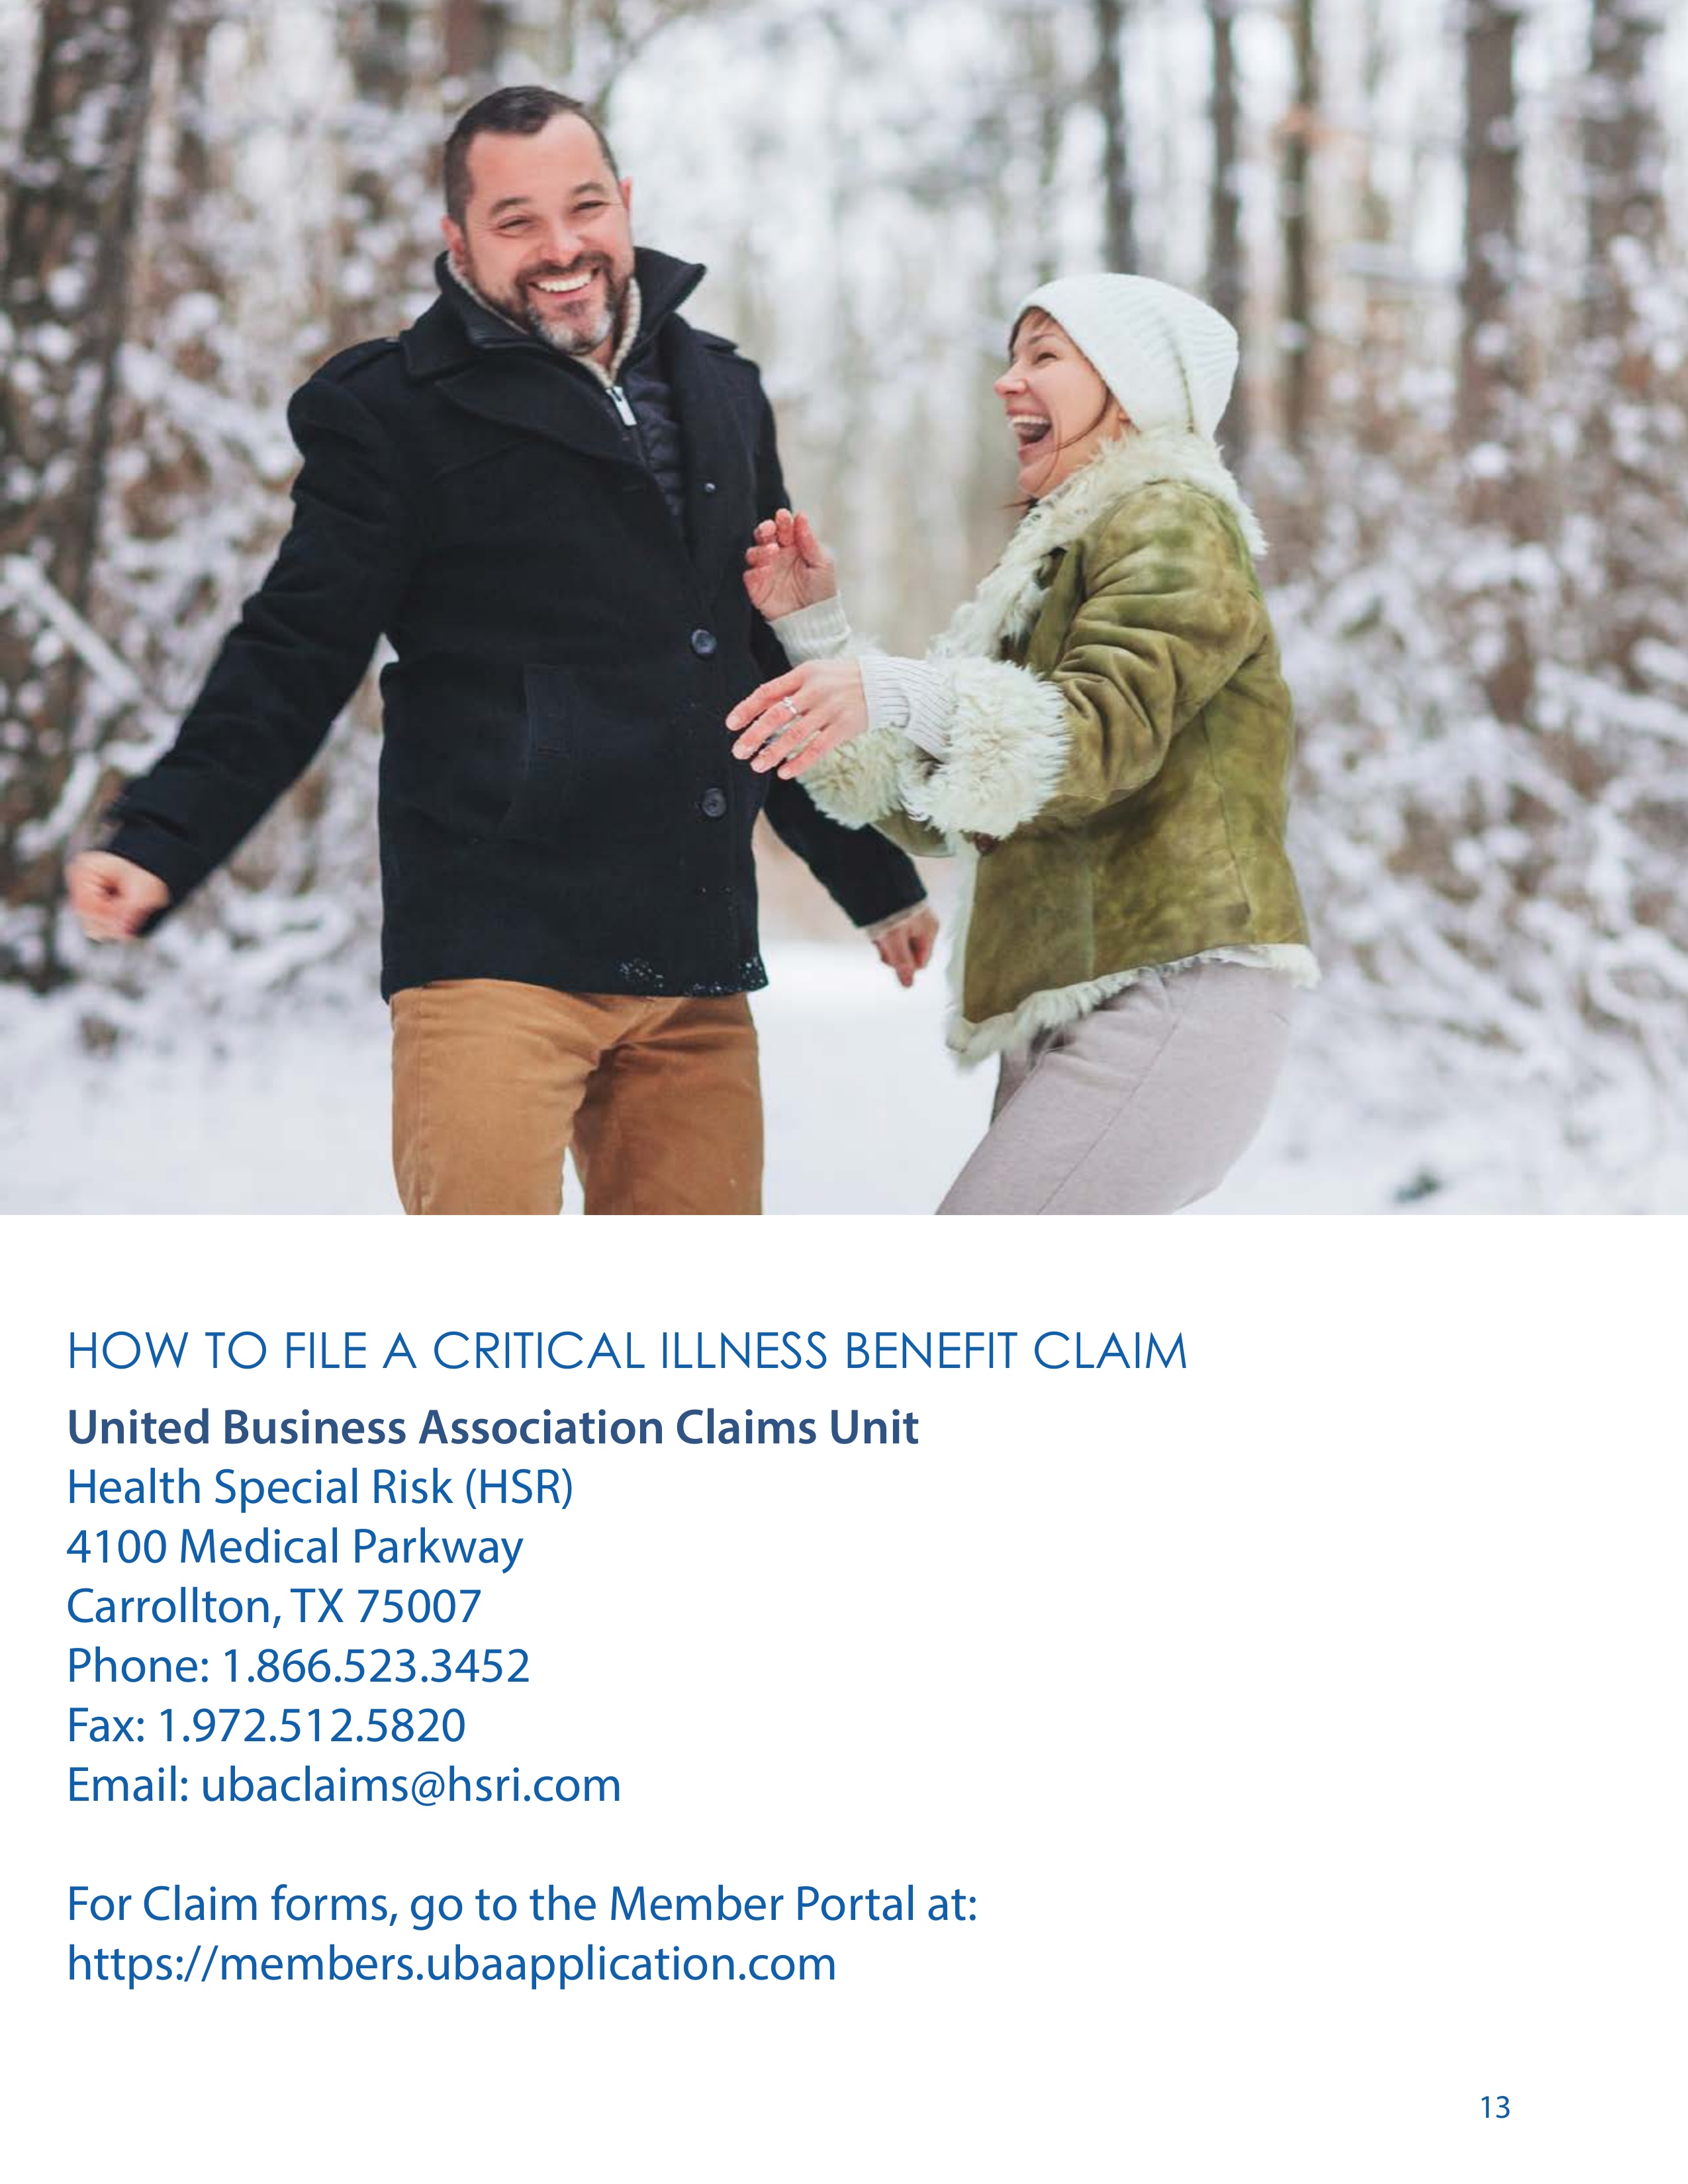 HOW TO FILE A CRITICAL ILLNESS BENEFIT CLAIM
United Business Association Claims Unit
Health Special Risk (HSR)
4100 Medical Parkway
Carrollton, TX 75007
Phone: 1.866.523.3452
Fax: 1.972.512.5820
Email: ubaclaims@hsri.com
For Claim forms, go to the Member Portal at:
https://members.ubaapplication.com
13